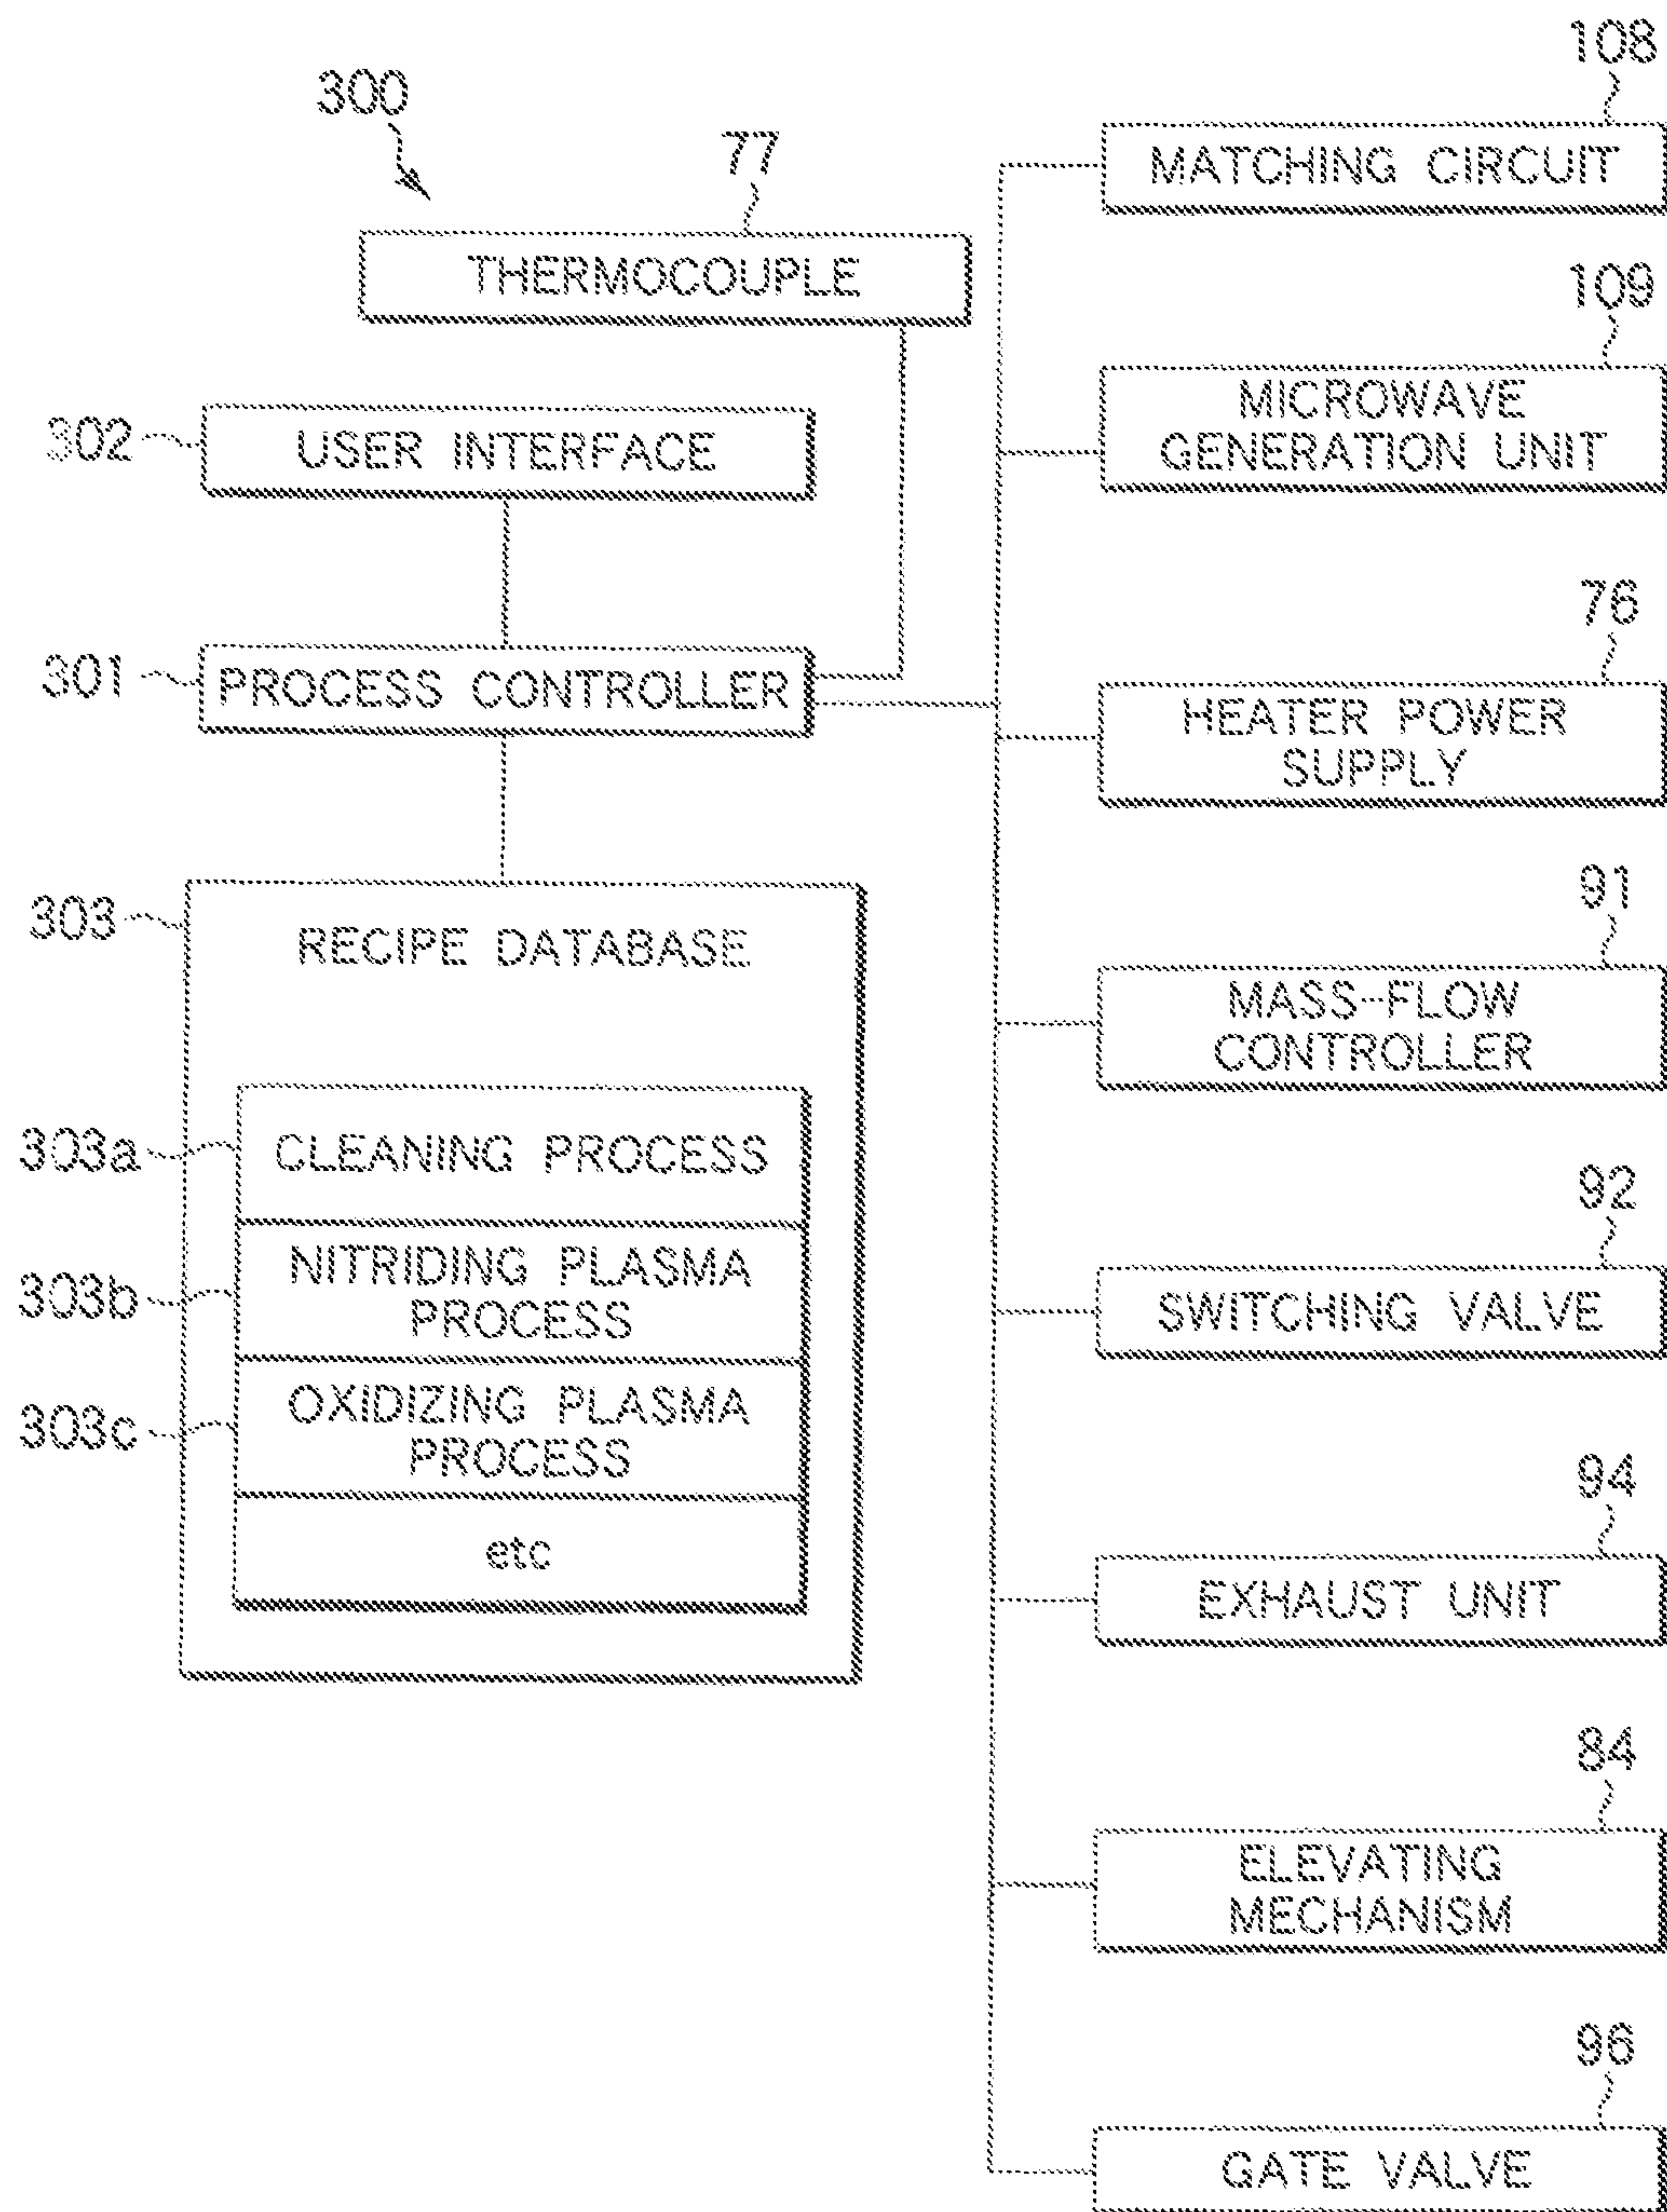 300
77
THERMOCOUPLE
302
USER INTERFACE
301
PROCESS CONTROLLER
303
RECIPE DATABASE
303a
CLEANING PROCESS
303b
NITRIDING PLASMA
PROCESS
303c
OXIDIZING PLASMA
PROCESS
etc
108
MATCHING CIRCUIT
109
MICROWAVE
GENERATION UNIT
76
HEATER POWER
SUPPLY
91
MASS-FLOW
CONTROLLER
92
SWITCHING VALVE
94
EXHAUST UNIT
84
ELEVATING
MECHANISM
96
GATE VALVE